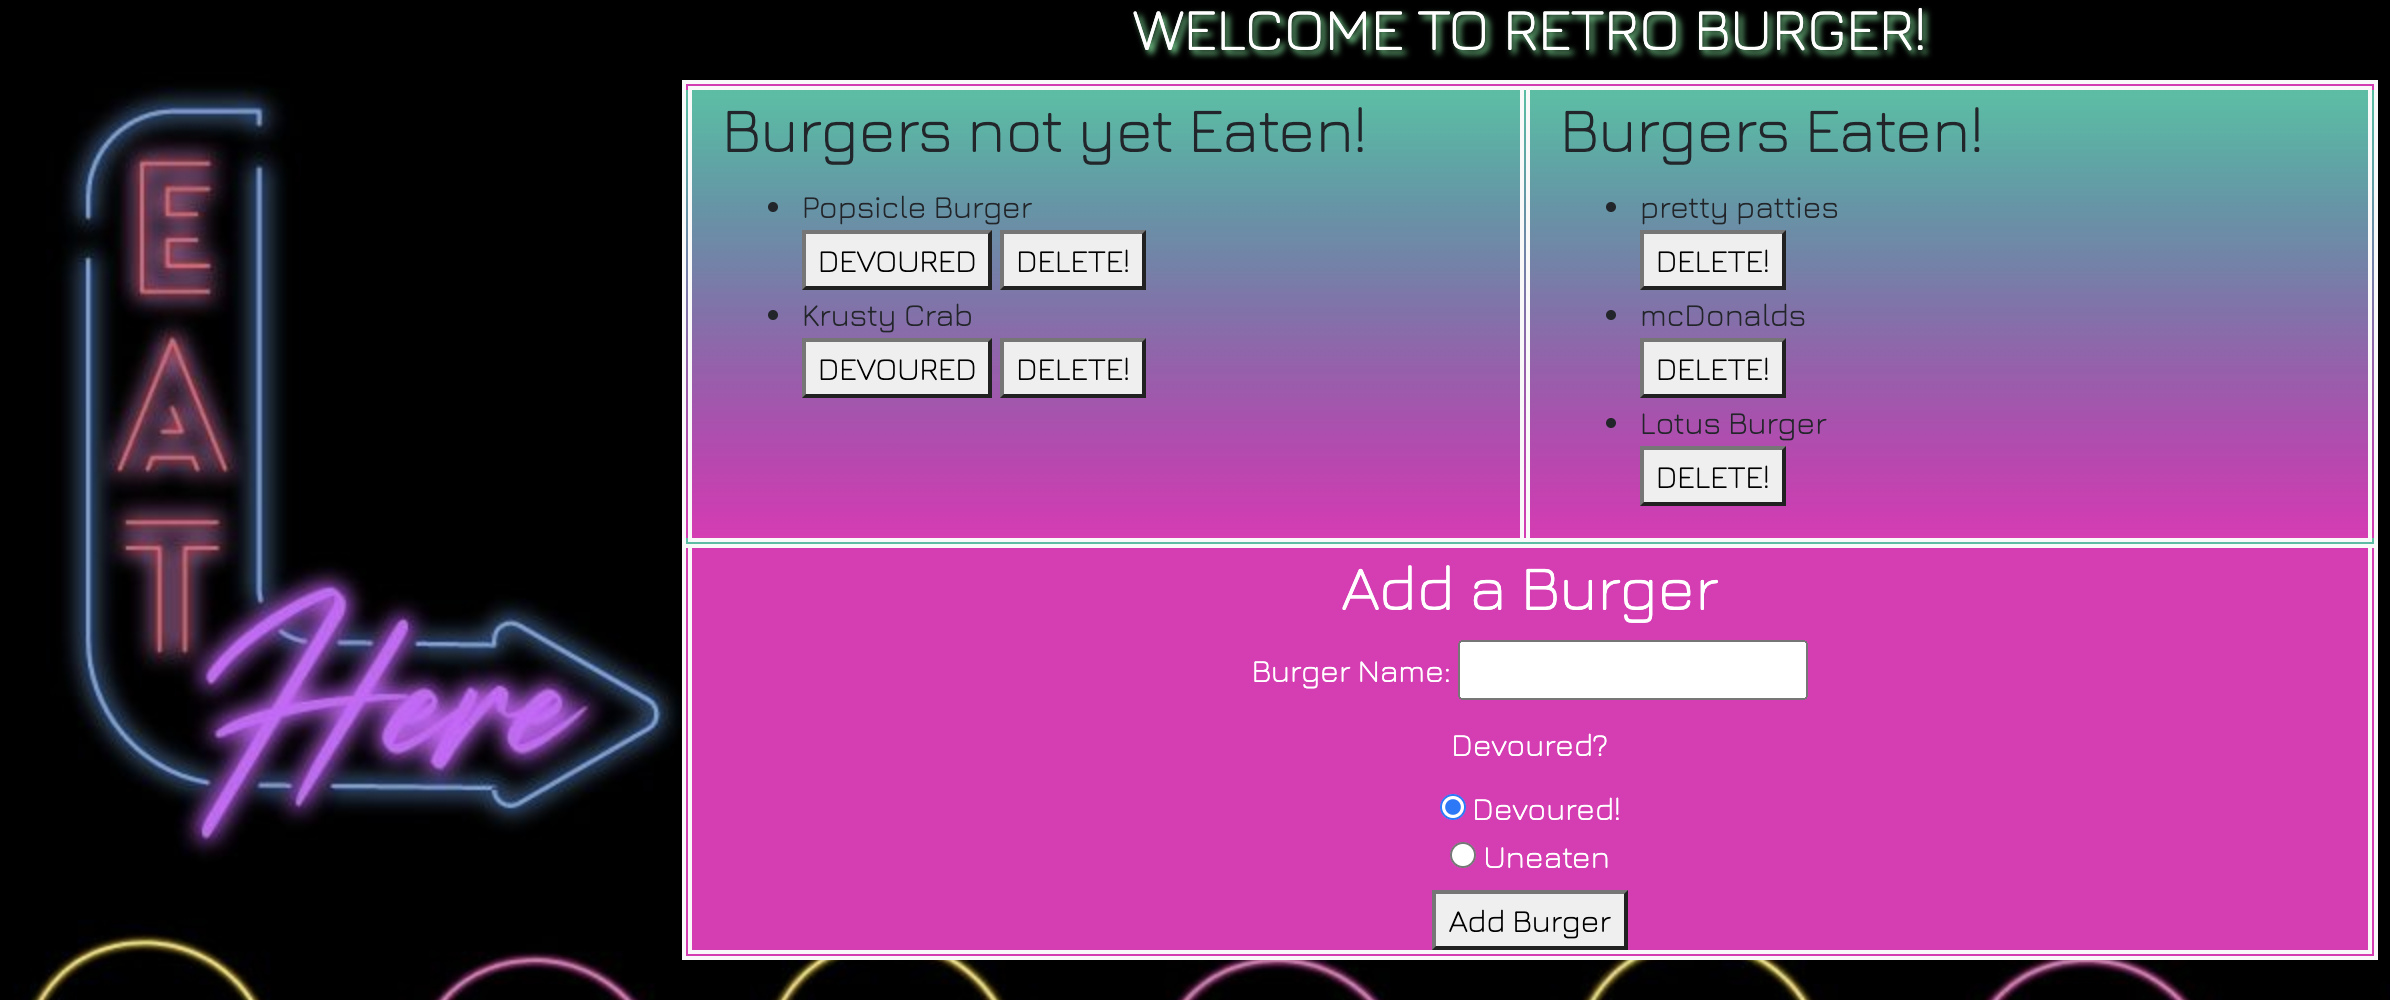 WELCOME TO RETRO BURGER!
EAT
Here
Burgers not yet Eaten!
Popsicle Burger
DEVOURED DELETE!
Krusty Crab
DEVOURED DELETE!
Burgers Eaten!
pretty patties
DELETE!
mcDonalds
DELETE!
Lotus Burger
DELETE!
Add a Burger
Burger Name:
Devoured?
Devoured!
Uneaten
Add Burger